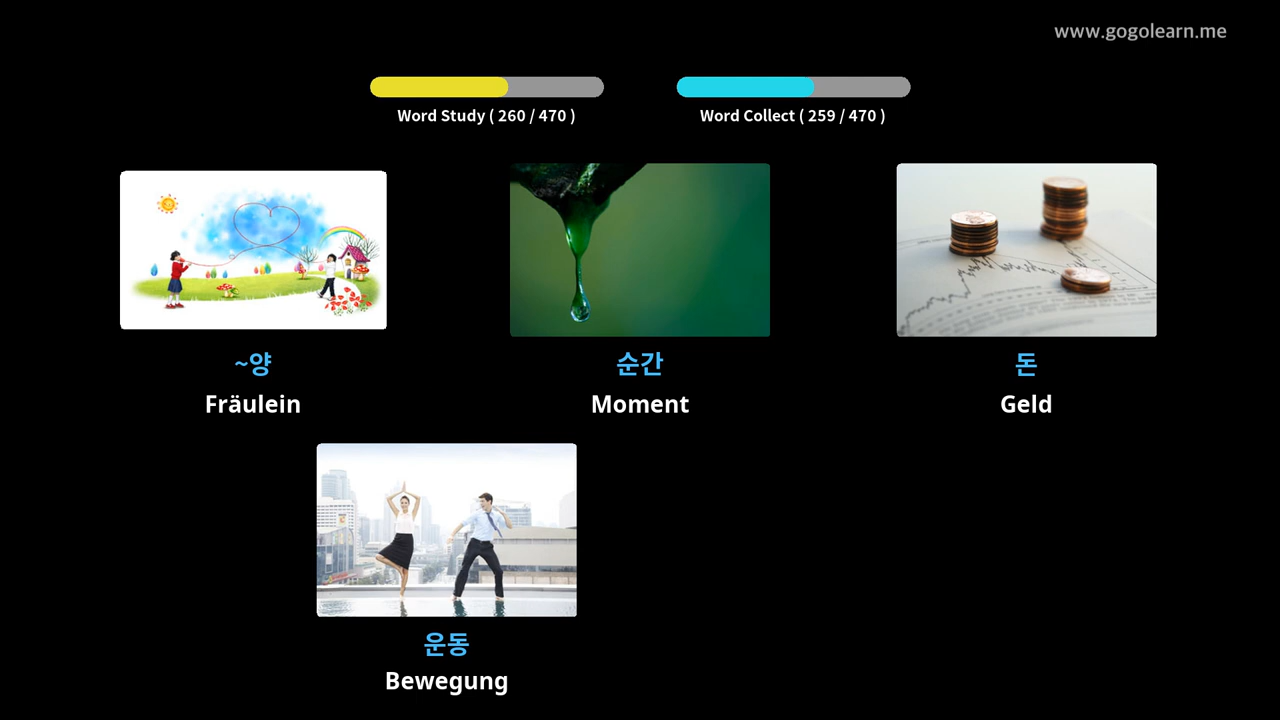 www.gogolearn.me
Word Study ( 260 / 470 )
Word Collect ( 259 / 470 )
~양
Fräulein
순간
Moment
돈
Geld
운동
Bewegung